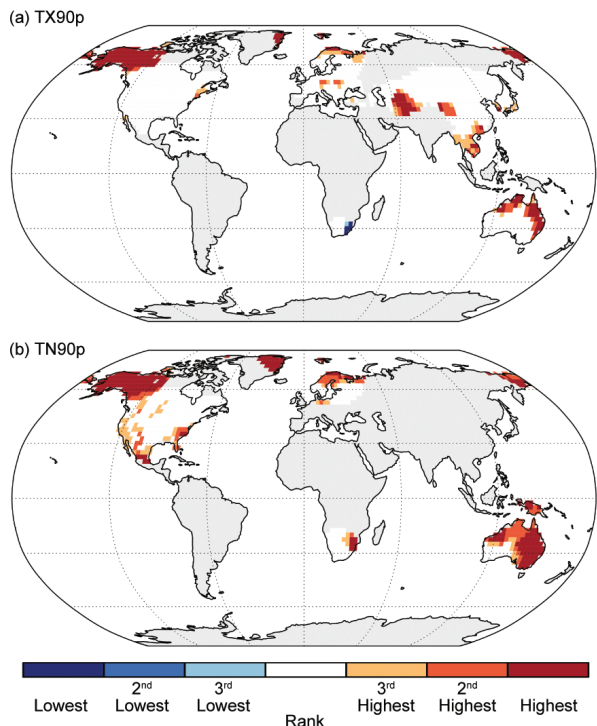 (a) TX90p
(b) TN90p
Lowest
2nd Lowest
3rd Lowest
3rd Highest
2nd Highest
Highest
Rank